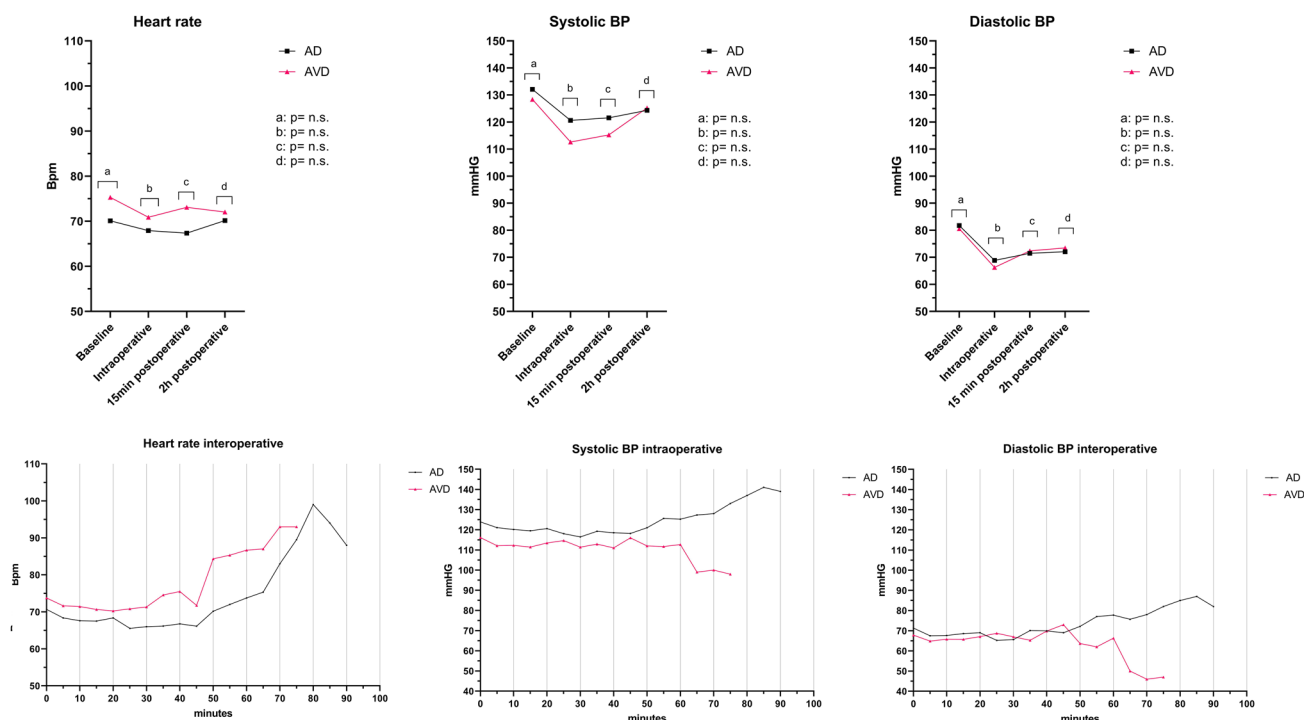 Heart rate
110
100
90
80
70
60
50
Bpm
a
b
c
d
AD
AVD
a: p= n.s.
b: p= n.s.
c: p= n.s.
d: p= n.s.
Baseline
Intraoperative
15min postoperative
2h postoperative
Systolic BP
150
140
130
120
110
100
90
80
70
60
50
mmHG
a
b
c
d
AD
AVD
a: p= n.s.
b: p= n.s.
c: p= n.s.
d: p= n.s.
Baseline
Intraoperative
15 min postoperative
2h postoperative
Diastolic BP
150
140
130
120
110
100
90
80
70
60
50
mmHG
a
b
c
d
AD
AVD
a: p= n.s.
b: p= n.s.
c: p= n.s.
d: p= n.s.
Baseline
Intraoperative
15 min postoperative
2h postoperative
Heart rate interoperative
110
100
90
80
70
60
50
AD
AVD
0 10 20 30 40 50 60 70 80 90 100
minutes
Systolic BP intraoperative
150
140
130
120
110
100
90
80
70
60
50
40
mmHG
AD
AVD
0 10 20 30 40 50 60 70 80 90 100
minutes
Diastolic BP interoperative
150
140
130
120
110
100
90
80
70
60
50
40
mmHG
AD
AVD
0 10 20 30 40 50 60 70 80 90 100
minutes